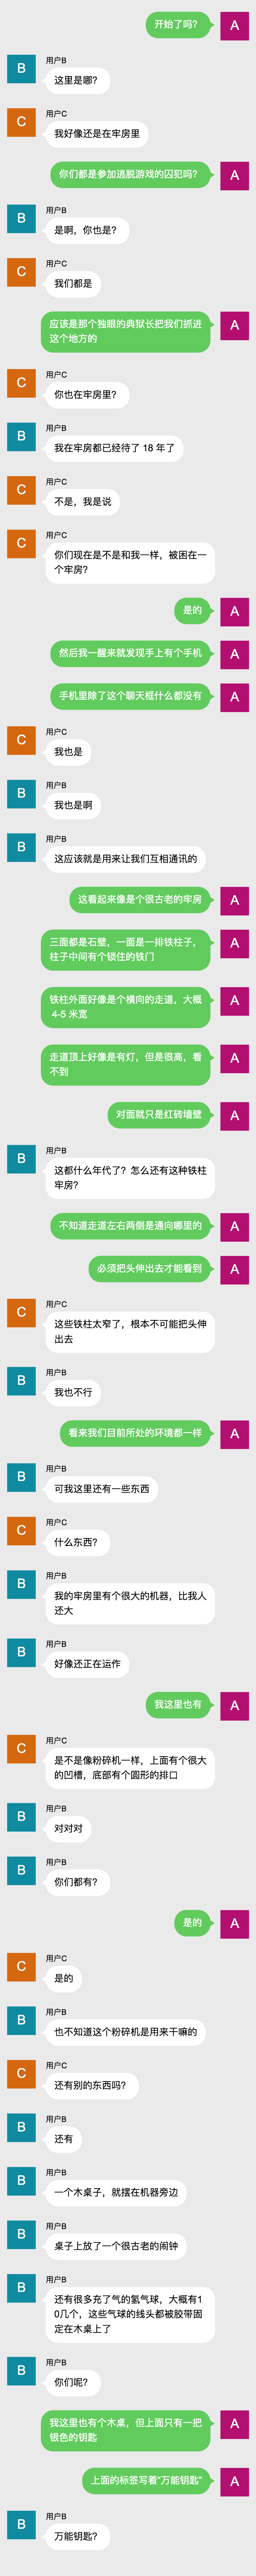 开始了吗？
A
B
用户B
这里是哪？
C
用户C
我好像还是在牢房里
你们都是参加逃脱游戏的囚犯吗？
A
B
用户B
是啊，你也是？
C
用户C
我们都是
应该是那个独眼的典狱长把我们抓进
这个地方的
A
C
用户C
你也在牢房里？
B
用户B
我在牢房都已经待了 18 年了
C
用户C
不是，我是说
C
用户C
你们现在是不是和我一样，被困在一
个牢房？
是的
A
然后我一醒来就发现手上有个手机
A
手机里除了这个聊天框什么都没有
A
C
用户C
我也是
B
用户B
我也是啊
B
用户B
这应该就是用来让我们互相通讯的
这看起来像是个很古老的牢房
A
三面都是石壁，一面是一排铁柱子，
柱子中间有个锁住的铁门
A
铁柱外面好像是个横向的走道，大概
4-5 米宽
A
走道顶上好像是有灯，但是很高，看
不到
A
对面就只是红砖墙壁
A
B
用户B
这都什么年代了？怎么还有这种铁柱
牢房？
不知道走道左右两侧是通向哪里的
A
必须把头伸出去才能看到
A
C
用户C
这些铁柱太窄了，根本不可能把头伸
出去
B
用户B
我也不行
看来我们目前所处的环境都一样
A
B
用户B
可我这里还有一些东西
C
用户C
什么东西？
B
用户B
我的牢房里有个很大的机器，比我人
还大
B
用户B
好像还正在运作
我这里也有
A
C
用户C
是不是像粉碎机一样，上面有个很大
的凹槽，底部有个圆形的排口
B
用户B
对对对
B
用户B
你们都有？
是的
A
C
用户C
是的
B
用户B
也不知道这个粉碎机是用来干嘛的
C
用户C
还有别的东西吗？
B
用户B
还有
B
用户B
一个木桌子，就摆在机器旁边
B
用户B
桌子上放了一个很古老的闹钟
B
用户B
还有很多充了气的氢气球，大概有1
0几个，这些气球的线头都被胶带固
定在木桌上了
B
用户B
你们呢？
我这里也有个木桌，但上面只有一把
银色的钥匙
A
上面的标签写着“万能钥匙”
A
B
用户B
万能钥匙？